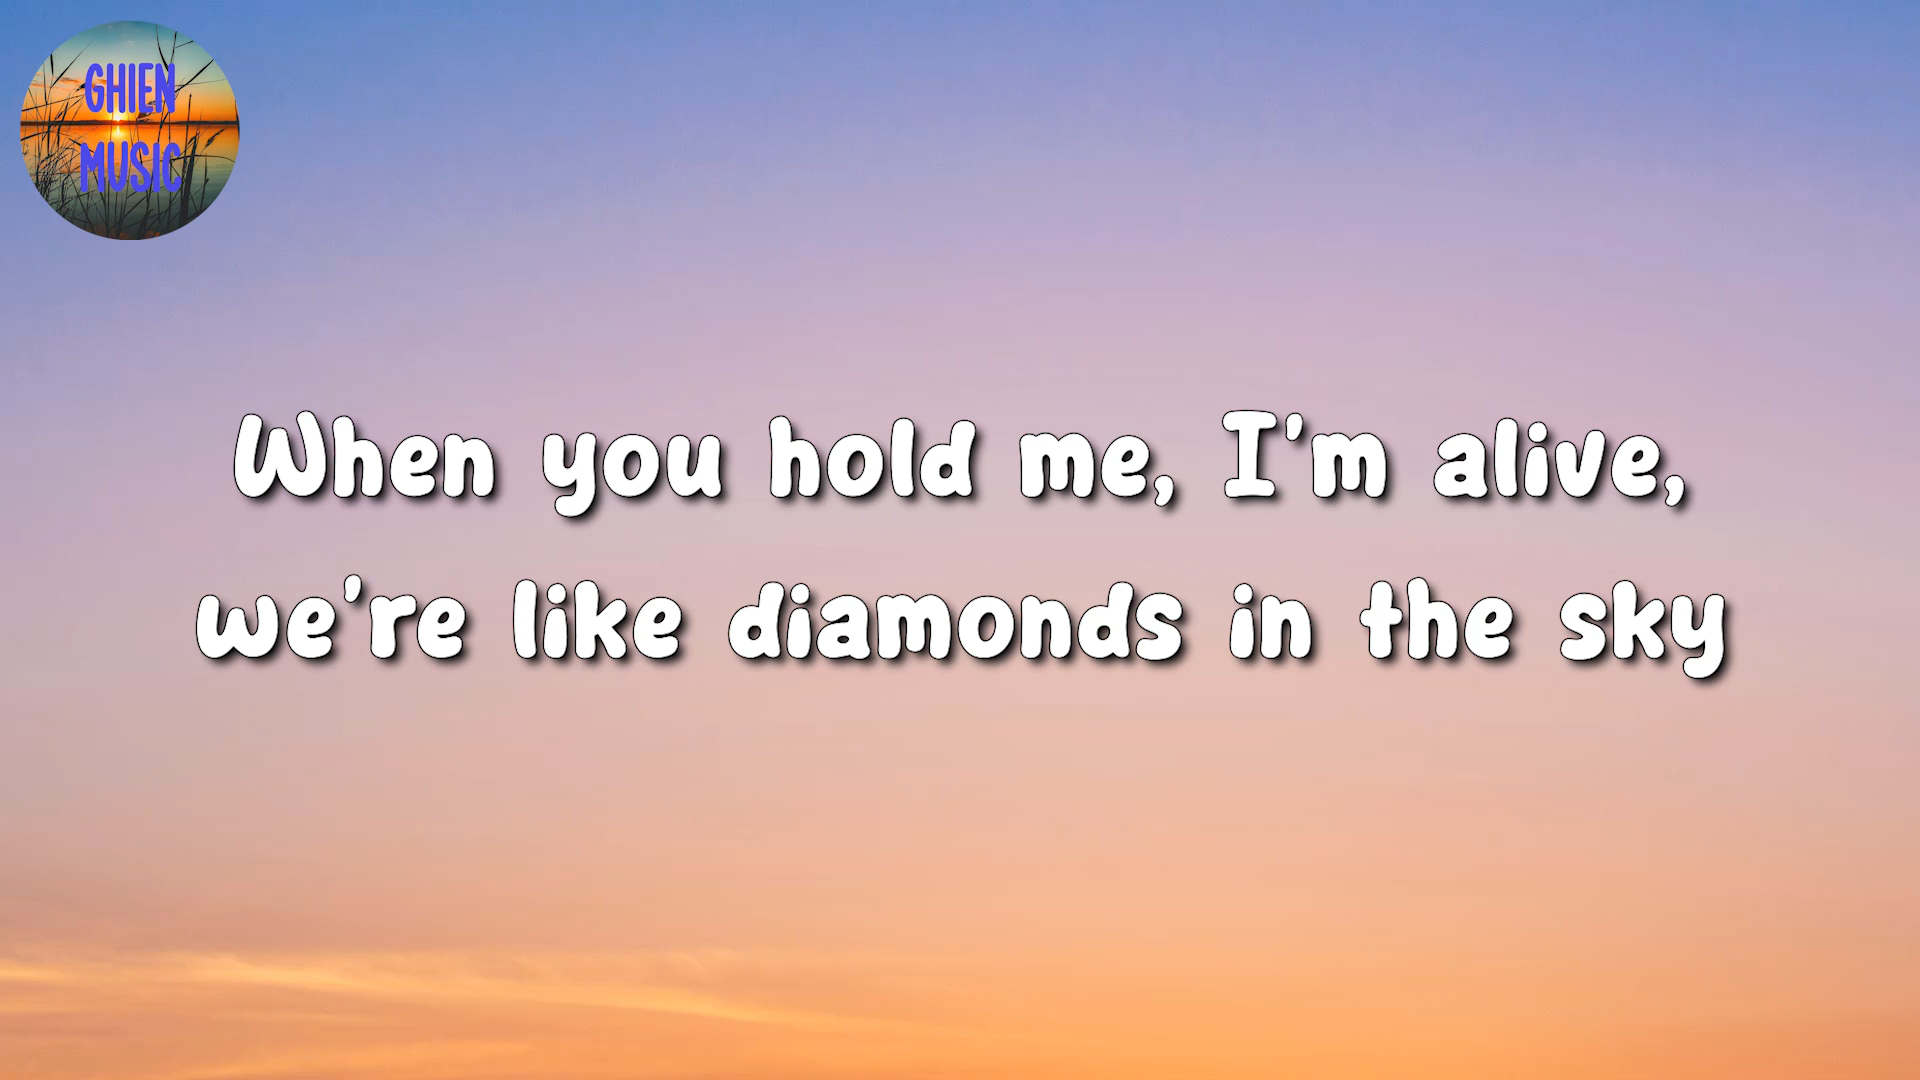 GHIEN
MUSIC
When you hold me, I'm alive,
we're like diamonds in the sky